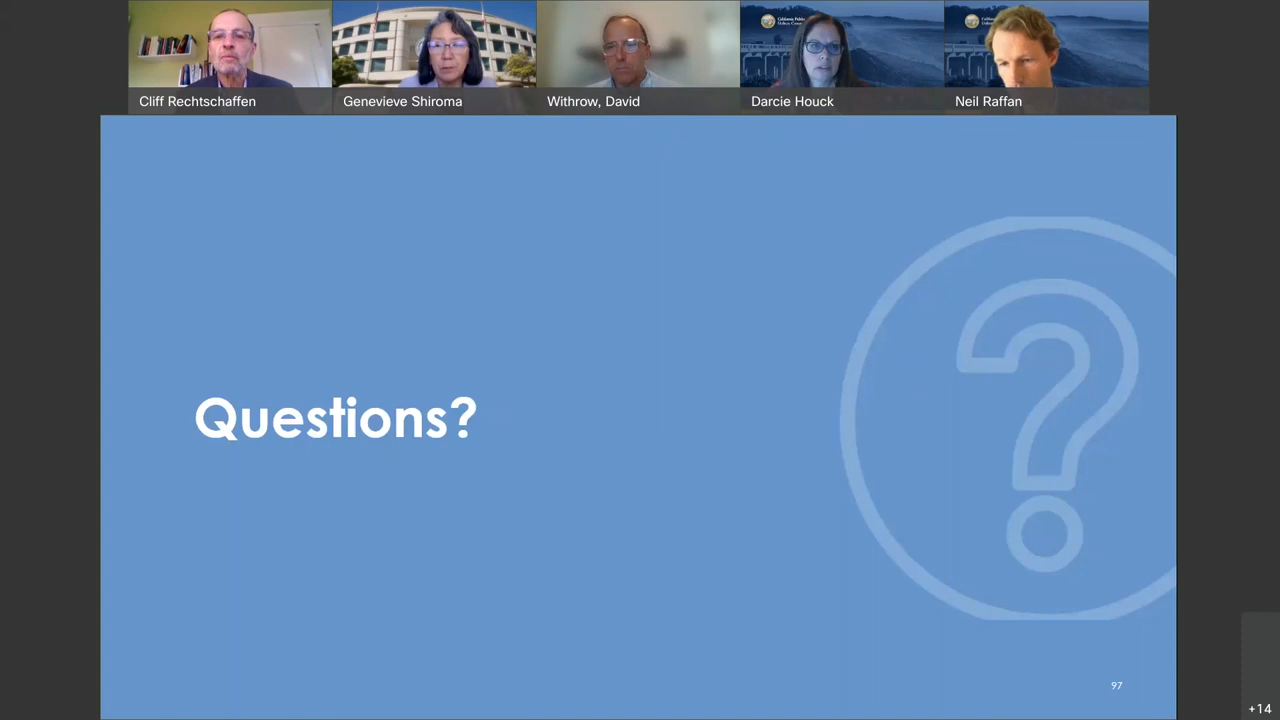 Cliff Rechtschaffen
Genevieve Shiroma
Withrow, David
Darcie Houck
Neil Raffan
Questions?
97
+14